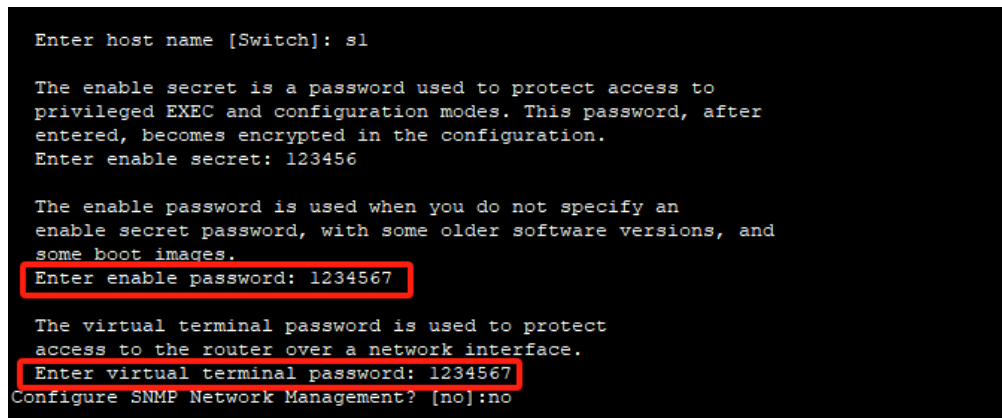 Enter host name [Switch]: s1
The enable secret is a password used to protect access to
privileged EXEC and configuration modes. This password, after
entered, becomes encrypted in the configuration.
Enter enable secret: 123456
The enable password is used when you do not specify an
enable secret password, with some older software versions, and
some boot images.
Enter enable password: 1234567
The virtual terminal password is used to protect
access to the router over a network interface.
Enter virtual terminal password: 1234567
Configure SNMP Network Management? [no]:no